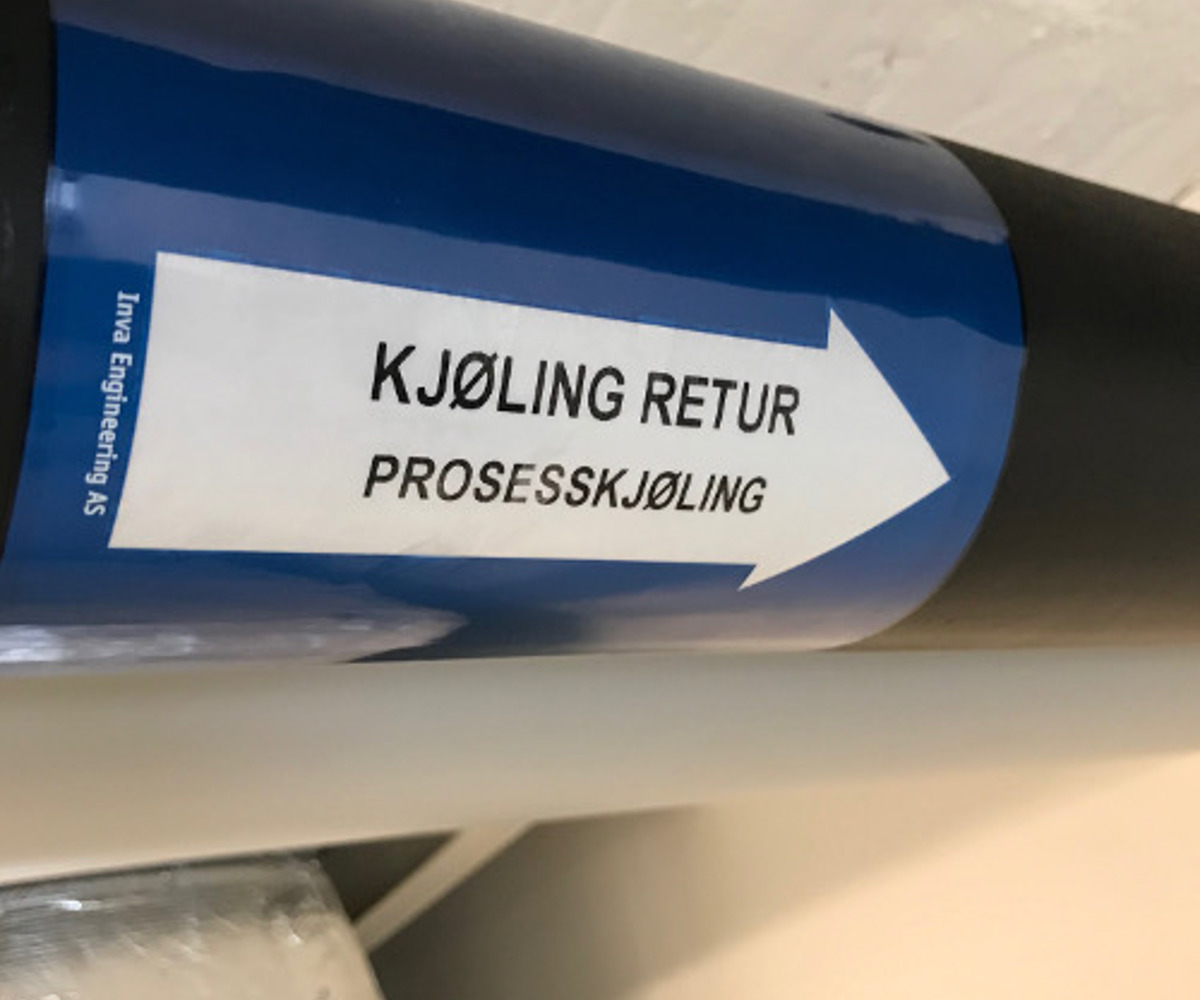 KJØLING RETUR
PROSESSKJØLING
Inva Engineering AS